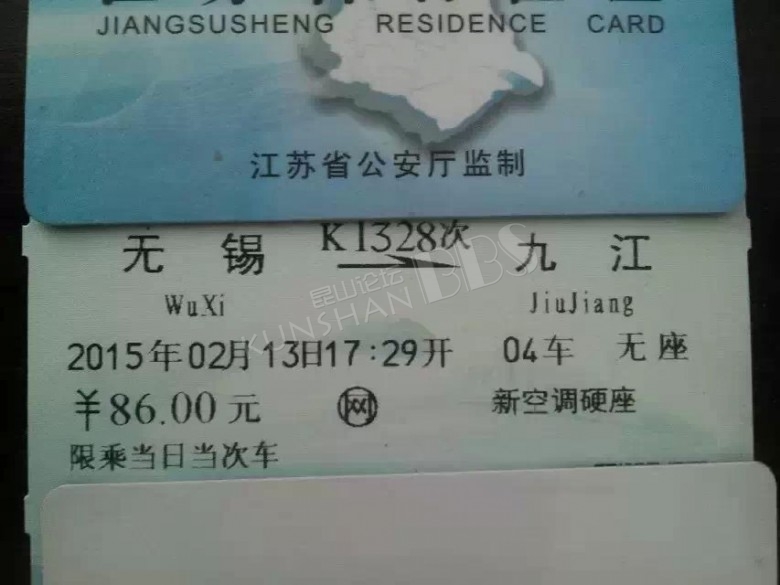 JIANGSUSHENG RESIDENCE CARD
江苏省公安厅监制
无锡 K1328次 九江
WuXi JiuJiang
昆山论坛 BBS
KUNSHAN
2015年02月13日17:29开 04车 无座
￥86.00元 网 新空调硬座
限乘当日当次车